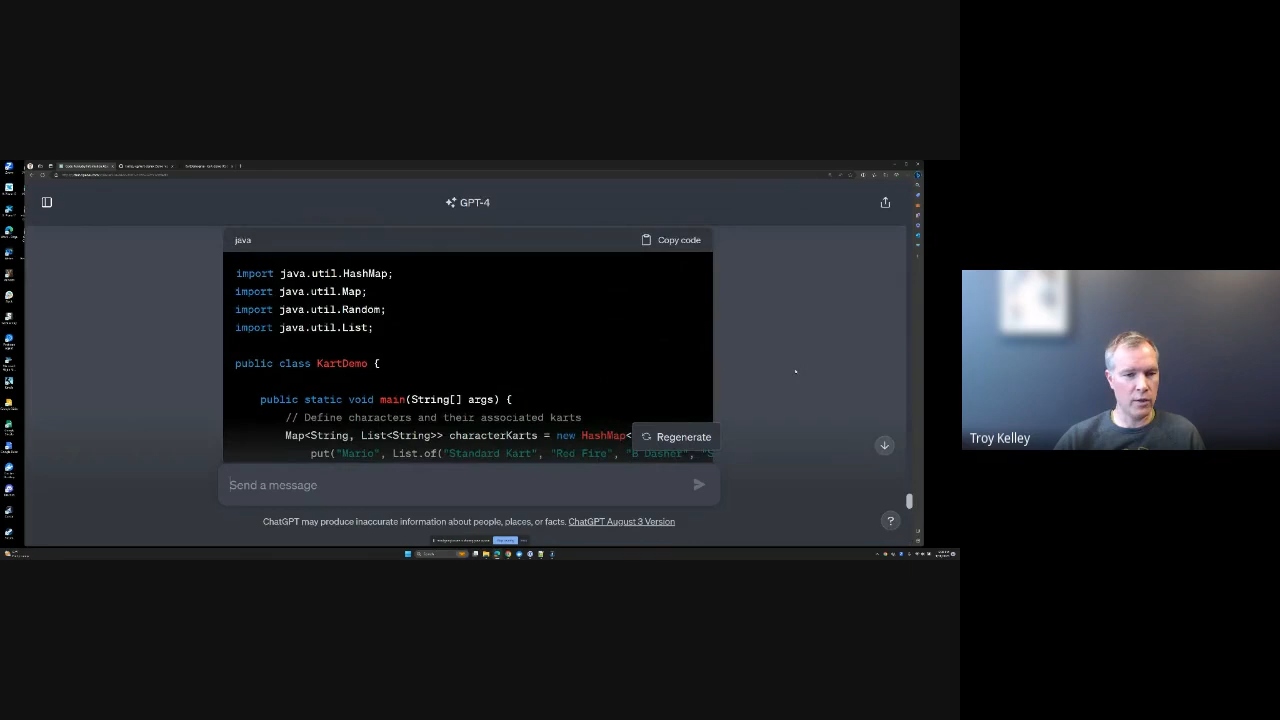 GPT-4
java
Copy code
import java.util.HashMap;
import java.util.Map;
import java.util.Random;
import java.util.List;
public class KartDemo {
public static void main(String[] args) {
// Define characters and their associated karts
Map<String, List<String>> characterKarts = new HashMap<
Regenerate
put("Mario", List.of("Standard Kart", "Red Fire", "B Dasher", "S
Send a message
ChatGPT may produce inaccurate information about people, places, or facts. ChatGPT August 3 Version
?
Troy Kelley